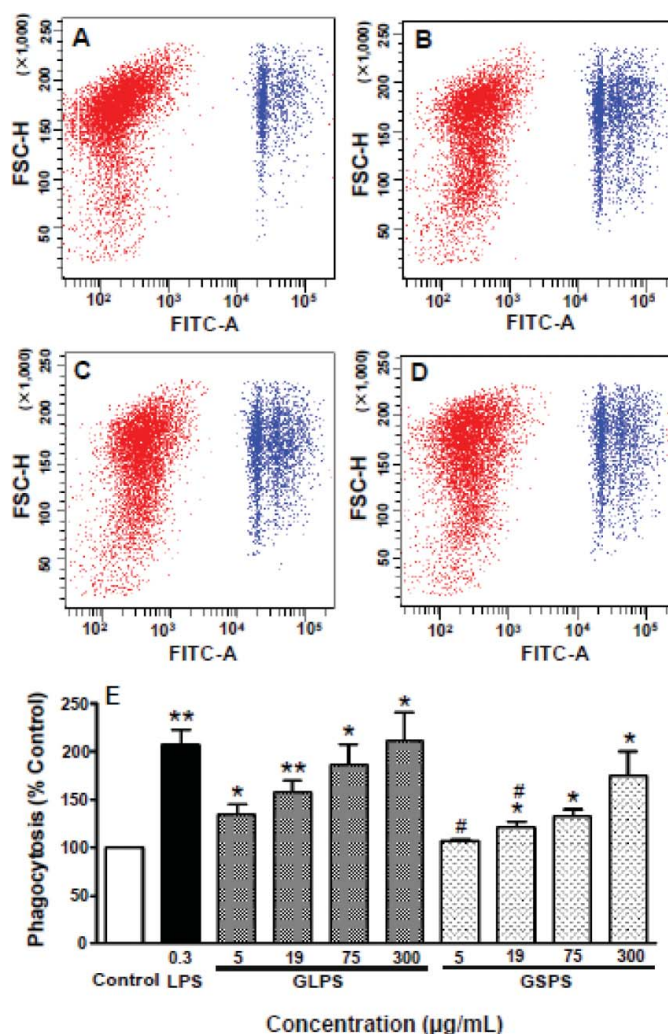 A
(×1,000)
FSC-H
250
200
150
100
50
10²
10³
10⁴
10⁵
FITC-A
B
(×1,000)
FSC-H
250
200
150
100
50
10²
10³
10⁴
10⁵
FITC-A
C
(×1,000)
FSC-H
250
200
150
100
50
10²
10³
10⁴
10⁵
FITC-A
D
(×1,000)
FSC-H
250
200
150
100
50
10²
10³
10⁴
10⁵
FITC-A
E
Phagocytosis (% Control)
250
200
150
100
50
0
** * ** * * # # * * *
0.3 5 19 75 300 5 19 75 300
Control LPS GLPS GSPS
Concentration (μg/mL)